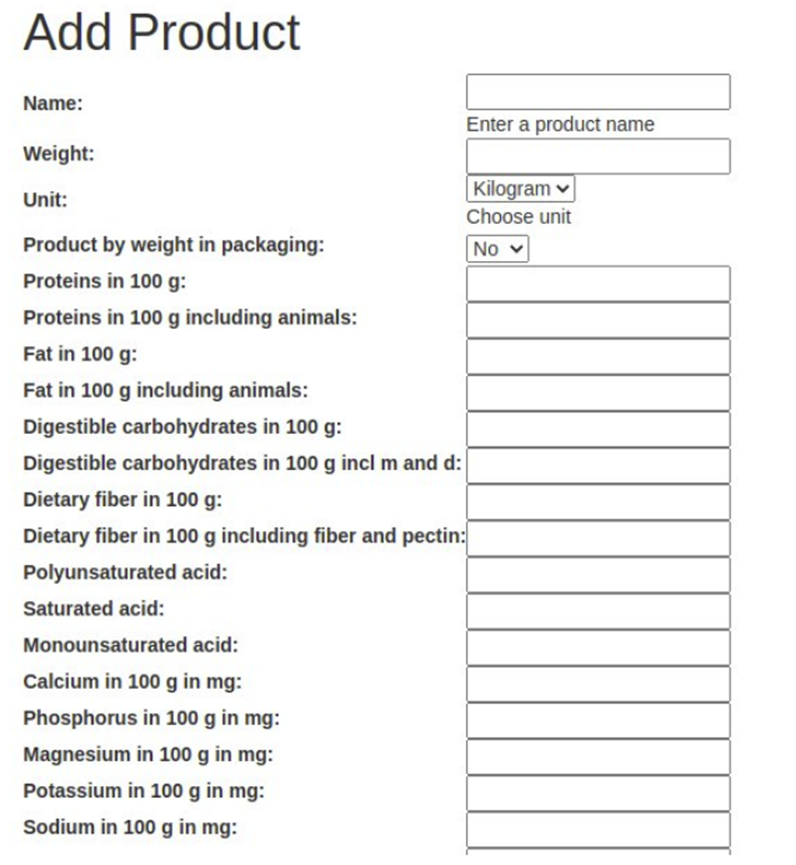 Add Product
Name:
Enter a product name
Weight:
Unit:
Kilogram
Choose unit
Product by weight in packaging:
No
Proteins in 100 g:
Proteins in 100 g including animals:
Fat in 100 g:
Fat in 100 g including animals:
Digestible carbohydrates in 100 g:
Digestible carbohydrates in 100 g incl m and d:
Dietary fiber in 100 g:
Dietary fiber in 100 g including fiber and pectin:
Polyunsaturated acid:
Saturated acid:
Monounsaturated acid:
Calcium in 100 g in mg:
Phosphorus in 100 g in mg:
Magnesium in 100 g in mg:
Potassium in 100 g in mg:
Sodium in 100 g in mg: